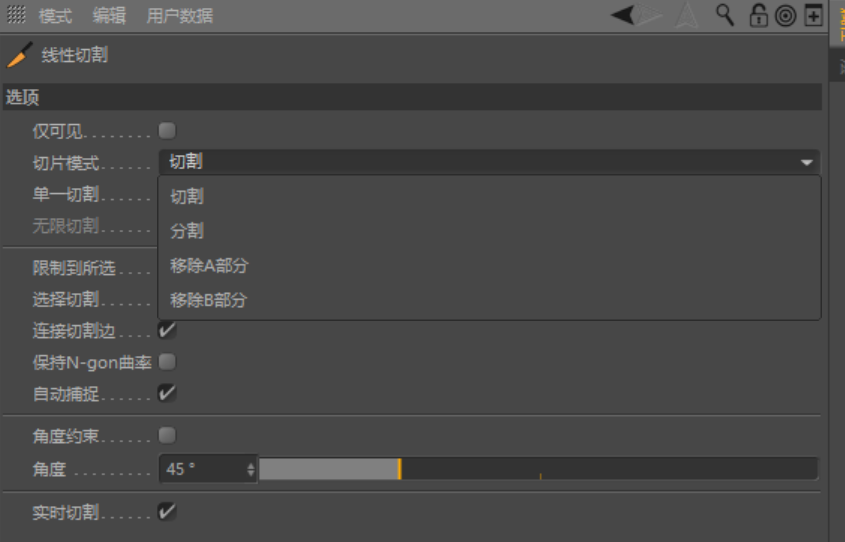 模式 编辑 用户数据
线性切割
选项
仅可见........
切片模式...... 切割
单一切割......
切割
无限切割......
分割
限制到所选....
移除A部分
选择切割......
移除B部分
连接切割边....
保持N-gon曲率
自动捕捉......
角度约束......
角度......... 45 °
实时切割......